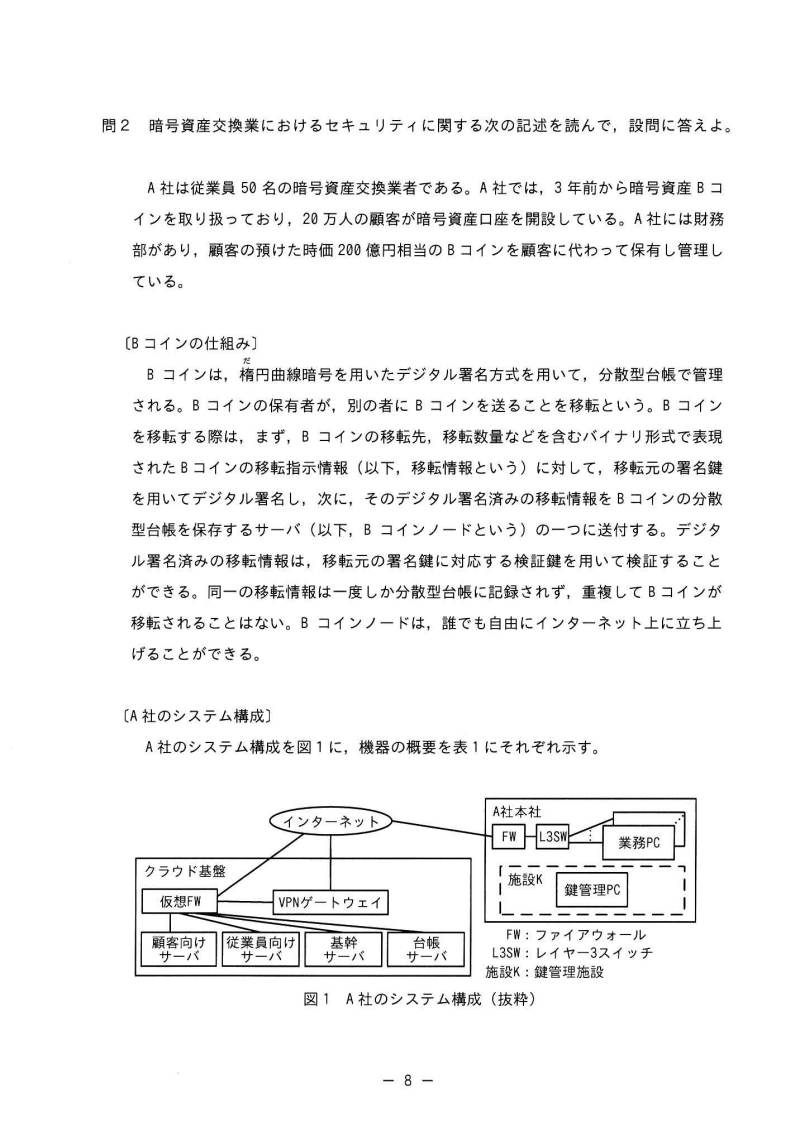 問2 暗号資産交換業におけるセキュリティに関する次の記述を読んで，設問に答えよ。
A社は従業員50名の暗号資産交換業者である。A社では，3年前から暗号資産Bコ
インを取り扱っており，20万人の顧客が暗号資産口座を開設している。A社には財務
部があり，顧客の預けた時価200億円相当のBコインを顧客に代わって保有し管理し
ている。
〔Bコインの仕組み〕
だ
Bコインは，楕円曲線暗号を用いたデジタル署名方式を用いて，分散型台帳で管理
される。Bコインの保有者が，別の者にBコインを送ることを移転という。Bコイン
を移転する際は，まず，Bコインの移転先，移転数量などを含むバイナリ形式で表現
されたBコインの移転指示情報（以下，移転情報という）に対して，移転元の署名鍵
を用いてデジタル署名し，次に，そのデジタル署名済みの移転情報をBコインの分散
型台帳を保存するサーバ（以下，Bコインノードという）の一つに送付する。デジタ
ル署名済みの移転情報は，移転元の署名鍵に対応する検証鍵を用いて検証すること
ができる。同一の移転情報は一度しか分散型台帳に記録されず，重複してBコインが
移転されることはない。Bコインノードは，誰でも自由にインターネット上に立ち上
げることができる。
〔A社のシステム構成〕
A社のシステム構成を図1に，機器の概要を表1にそれぞれ示す。
インターネット
A社本社
FW
L3SW
業務PC
施設K
鍵管理PC
クラウド基盤
仮想FW
VPNゲートウェイ
顧客向け
サーバ
従業員向け
サーバ
基幹
サーバ
台帳
サーバ
FW：ファイアウォール
L3SW：レイヤー3スイッチ
施設K：鍵管理施設
図1 A社のシステム構成（抜粋）
－ 8 －